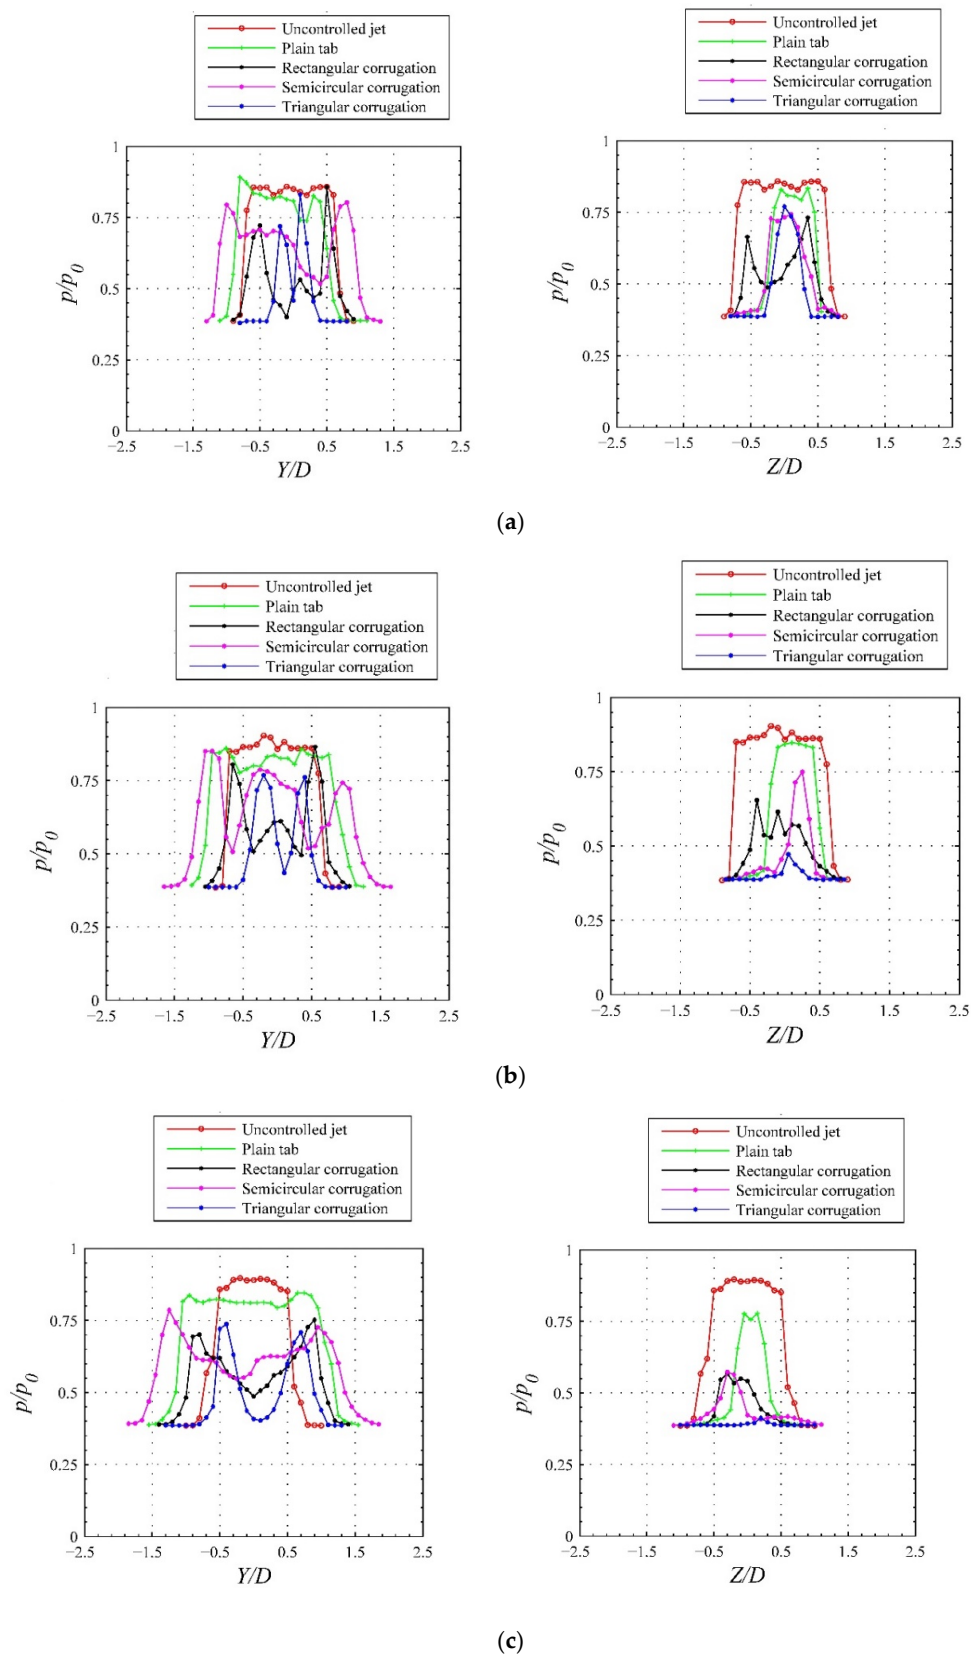 Uncontrolled jet
Plain tab
Rectangular corrugation
Semicircular corrugation
Triangular corrugation
1
0.75
0.5
0.25
0
−2.5 −1.5 −0.5 0.5 1.5 2.5
p/p0
Y/D
Uncontrolled jet
Plain tab
Rectangular corrugation
Semicircular corrugation
Triangular corrugation
1
0.75
0.5
0.25
0
−2.5 −1.5 −0.5 0.5 1.5 2.5
p/p0
Z/D
(a)
Uncontrolled jet
Plain tab
Rectangular corrugation
Semicircular corrugation
Triangular corrugation
1
0.75
0.5
0.25
0
−2.5 −1.5 −0.5 0.5 1.5 2.5
p/p0
Y/D
Uncontrolled jet
Plain tab
Rectangular corrugation
Semicircular corrugation
Triangular corrugation
1
0.75
0.5
0.25
0
−2.5 −1.5 −0.5 0.5 1.5 2.5
p/p0
Z/D
(b)
Uncontrolled jet
Plain tab
Rectangular corrugation
Semicircular corrugation
Triangular corrugation
1
0.75
0.5
0.25
0
−2.5 −1.5 −0.5 0.5 1.5 2.5
p/p0
Y/D
Uncontrolled jet
Plain tab
Rectangular corrugation
Semicircular corrugation
Triangular corrugation
1
0.75
0.5
0.25
0
−2.5 −1.5 −0.5 0.5 1.5 2.5
p/p0
Z/D
(c)